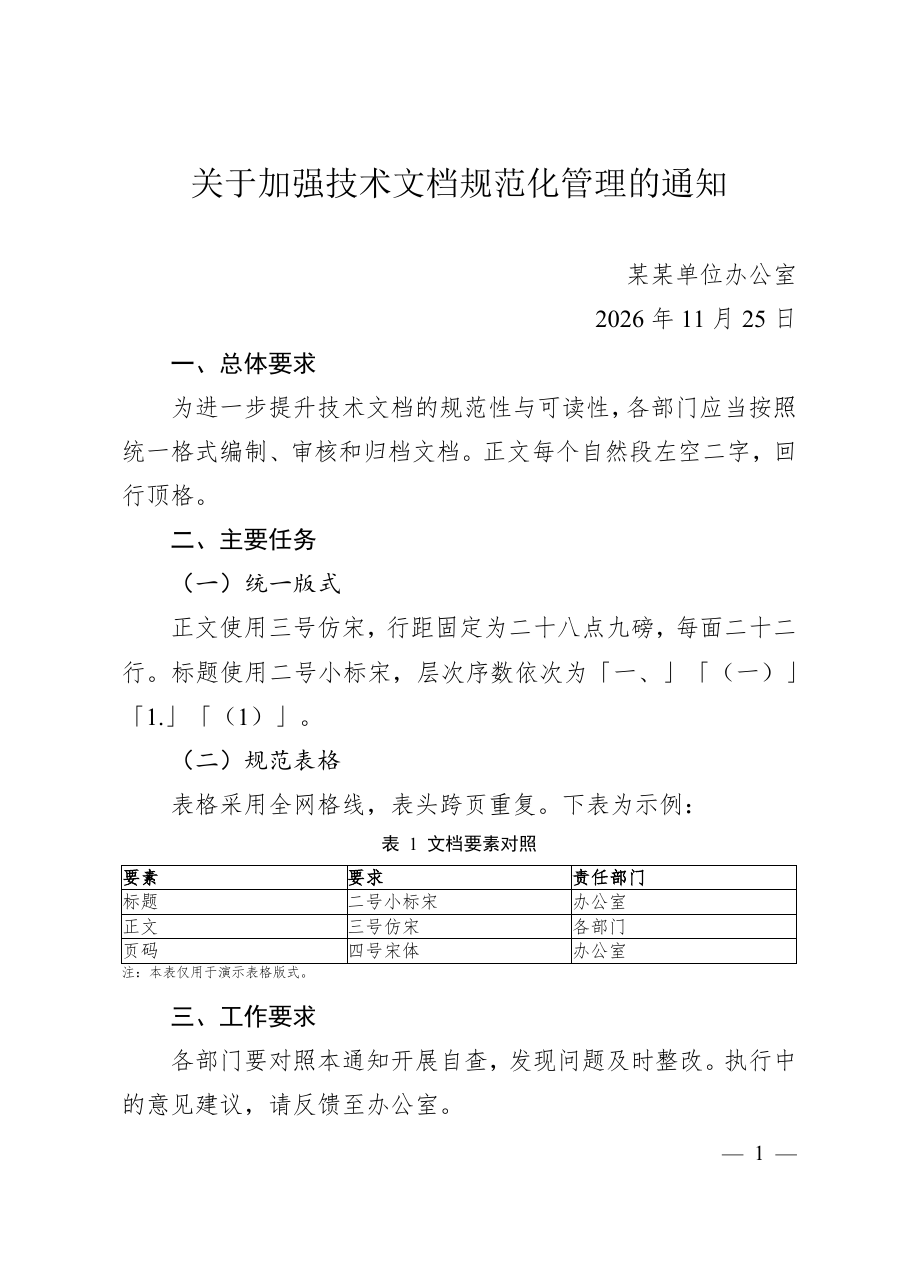 关于加强技术文档规范化管理的通知
某某单位办公室
2026 年 11 月 25 日
一、总体要求
为进一步提升技术文档的规范性与可读性，各部门应当按照
统一格式编制、审核和归档文档。正文每个自然段左空二字，回
行顶格。
二、主要任务
（一）统一版式
正文使用三号仿宋，行距固定为二十八点九磅，每面二十二
行。标题使用二号小标宋，层次序数依次为「一、」「（一）」
「1.」「（1）」。
（二）规范表格
表格采用全网格线，表头跨页重复。下表为示例：
表 1 文档要素对照
要素 要求 责任部门
标题 二号小标宋 办公室
正文 三号仿宋 各部门
页码 四号宋体 办公室
注：本表仅用于演示表格版式。
三、工作要求
各部门要对照本通知开展自查，发现问题及时整改。执行中
的意见建议，请反馈至办公室。
— 1 —